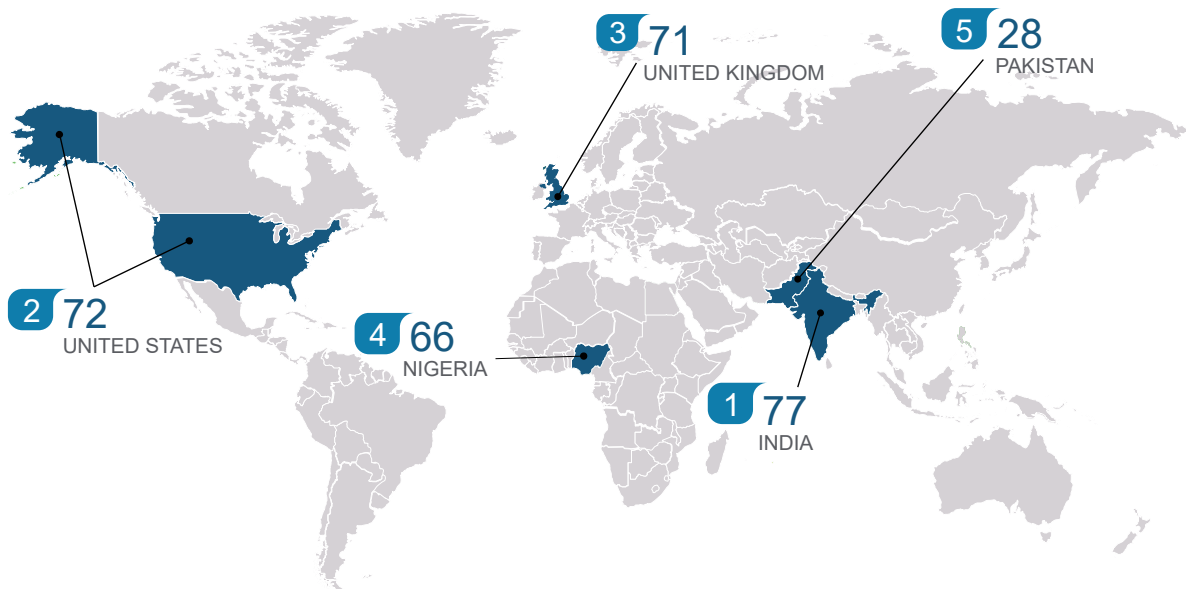 3 71
UNITED KINGDOM
5 28
PAKISTAN
2 72
UNITED STATES
4 66
NIGERIA
1 77
INDIA